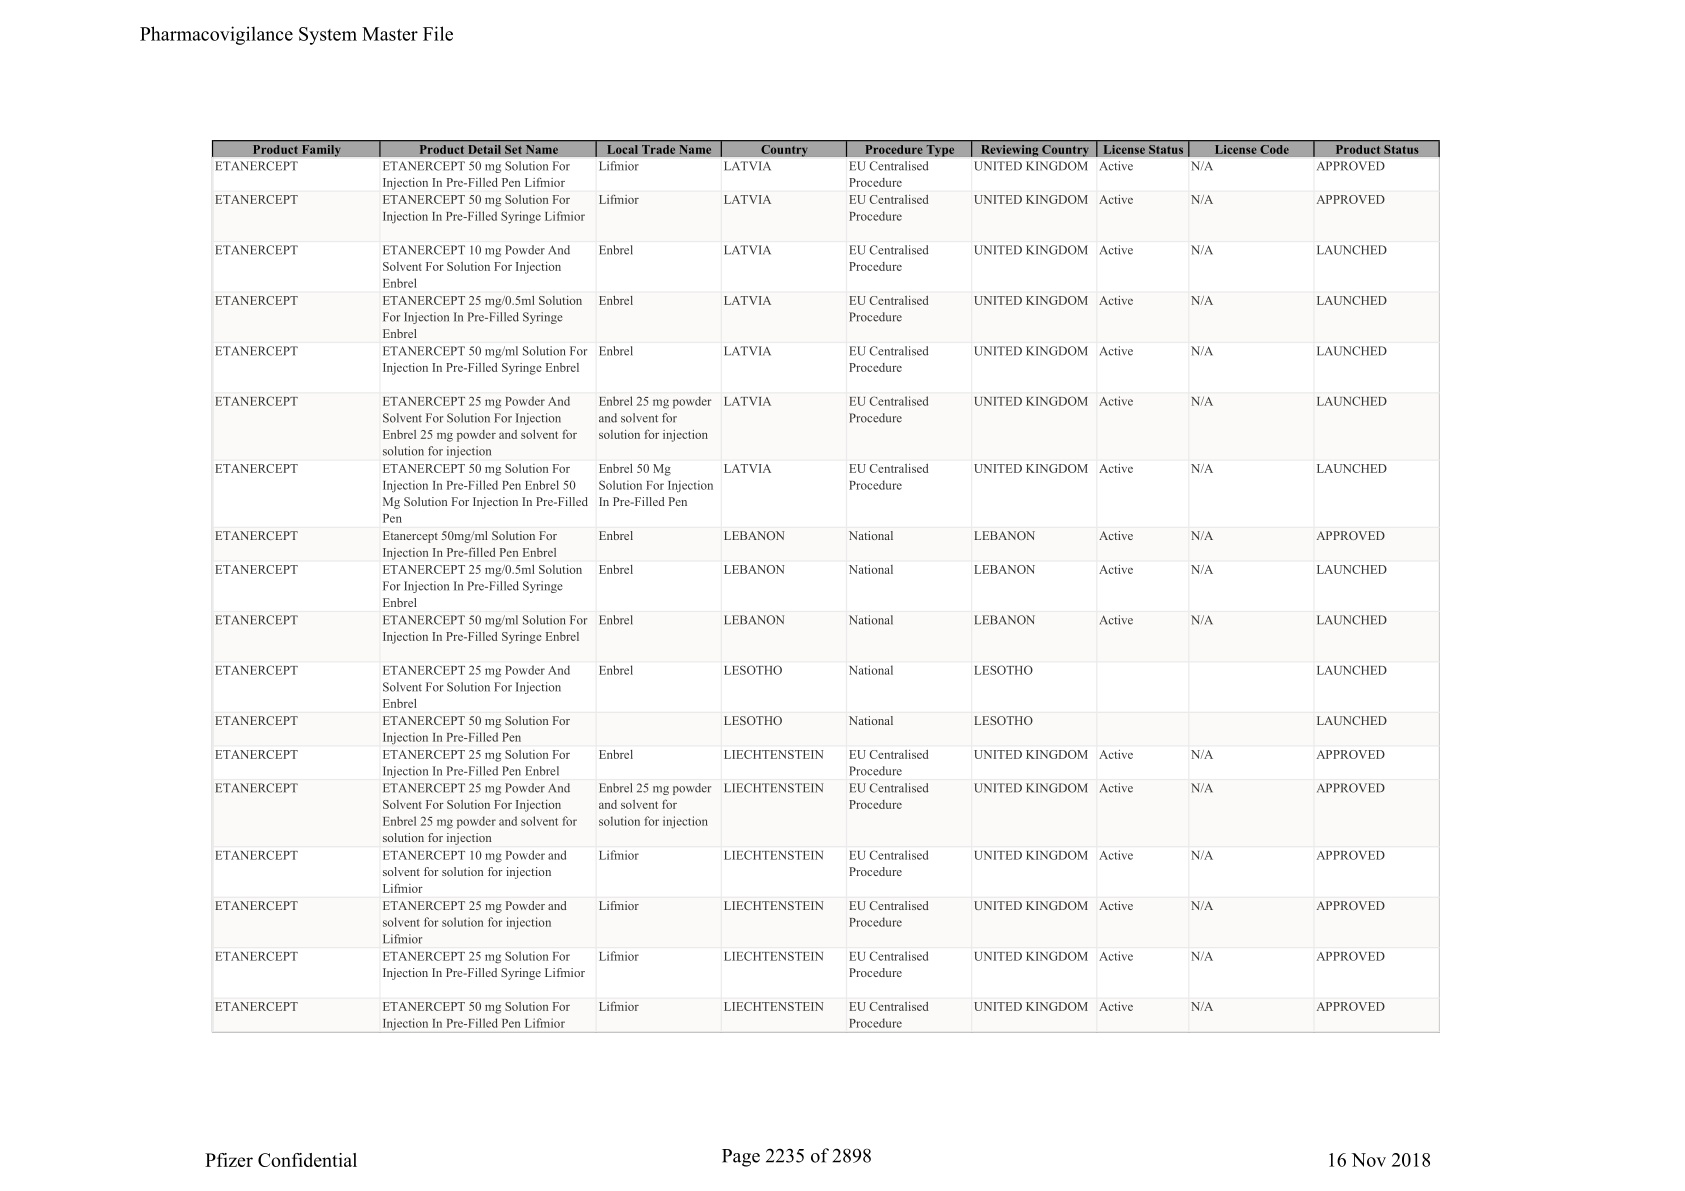 Pharmacovigilance System Master File
Product Family Product Detail Set Name Local Trade Name Country Procedure Type Reviewing Country License Status License Code Product Status
ETANERCEPT ETANERCEPT 50 mg Solution For Lifmior LATVIA EU Centralised UNITED KINGDOM Active N/A APPROVED
Injection In Pre-Filled Pen Lifmior Procedure
ETANERCEPT ETANERCEPT 50 mg Solution For Lifmior LATVIA EU Centralised UNITED KINGDOM Active N/A APPROVED
Injection In Pre-Filled Syringe Lifmior Procedure
ETANERCEPT ETANERCEPT 10 mg Powder And Enbrel LATVIA EU Centralised UNITED KINGDOM Active N/A LAUNCHED
Solvent For Solution For Injection Procedure
Enbrel
ETANERCEPT ETANERCEPT 25 mg/0.5ml Solution Enbrel LATVIA EU Centralised UNITED KINGDOM Active N/A LAUNCHED
For Injection In Pre-Filled Syringe Procedure
Enbrel
ETANERCEPT ETANERCEPT 50 mg/ml Solution For Enbrel LATVIA EU Centralised UNITED KINGDOM Active N/A LAUNCHED
Injection In Pre-Filled Syringe Enbrel Procedure
ETANERCEPT ETANERCEPT 25 mg Powder And Enbrel 25 mg powder LATVIA EU Centralised UNITED KINGDOM Active N/A LAUNCHED
Solvent For Solution For Injection and solvent for Procedure
Enbrel 25 mg powder and solvent for solution for injection
solution for injection
ETANERCEPT ETANERCEPT 50 mg Solution For Enbrel 50 Mg LATVIA EU Centralised UNITED KINGDOM Active N/A LAUNCHED
Injection In Pre-Filled Pen Enbrel 50 Solution For Injection Procedure
Mg Solution For Injection In Pre-Filled In Pre-Filled Pen
Pen
ETANERCEPT Etanercept 50mg/ml Solution For Enbrel LEBANON National LEBANON Active N/A APPROVED
Injection In Pre-filled Pen Enbrel
ETANERCEPT ETANERCEPT 25 mg/0.5ml Solution Enbrel LEBANON National LEBANON Active N/A LAUNCHED
For Injection In Pre-Filled Syringe
Enbrel
ETANERCEPT ETANERCEPT 50 mg/ml Solution For Enbrel LEBANON National LEBANON Active N/A LAUNCHED
Injection In Pre-Filled Syringe Enbrel
ETANERCEPT ETANERCEPT 25 mg Powder And Enbrel LESOTHO National LESOTHO LAUNCHED
Solvent For Solution For Injection
Enbrel
ETANERCEPT ETANERCEPT 50 mg Solution For LESOTHO National LESOTHO LAUNCHED
Injection In Pre-Filled Pen
ETANERCEPT ETANERCEPT 25 mg Solution For Enbrel LIECHTENSTEIN EU Centralised UNITED KINGDOM Active N/A APPROVED
Injection In Pre-Filled Pen Enbrel Procedure
ETANERCEPT ETANERCEPT 25 mg Powder And Enbrel 25 mg powder LIECHTENSTEIN EU Centralised UNITED KINGDOM Active N/A APPROVED
Solvent For Solution For Injection and solvent for Procedure
Enbrel 25 mg powder and solvent for solution for injection
solution for injection
ETANERCEPT ETANERCEPT 10 mg Powder and Lifmior LIECHTENSTEIN EU Centralised UNITED KINGDOM Active N/A APPROVED
solvent for solution for injection Procedure
Lifmior
ETANERCEPT ETANERCEPT 25 mg Powder and Lifmior LIECHTENSTEIN EU Centralised UNITED KINGDOM Active N/A APPROVED
solvent for solution for injection Procedure
Lifmior
ETANERCEPT ETANERCEPT 25 mg Solution For Lifmior LIECHTENSTEIN EU Centralised UNITED KINGDOM Active N/A APPROVED
Injection In Pre-Filled Syringe Lifmior Procedure
ETANERCEPT ETANERCEPT 50 mg Solution For Lifmior LIECHTENSTEIN EU Centralised UNITED KINGDOM Active N/A APPROVED
Injection In Pre-Filled Pen Lifmior Procedure
Pfizer Confidential Page 2235 of 2898 16 Nov 2018